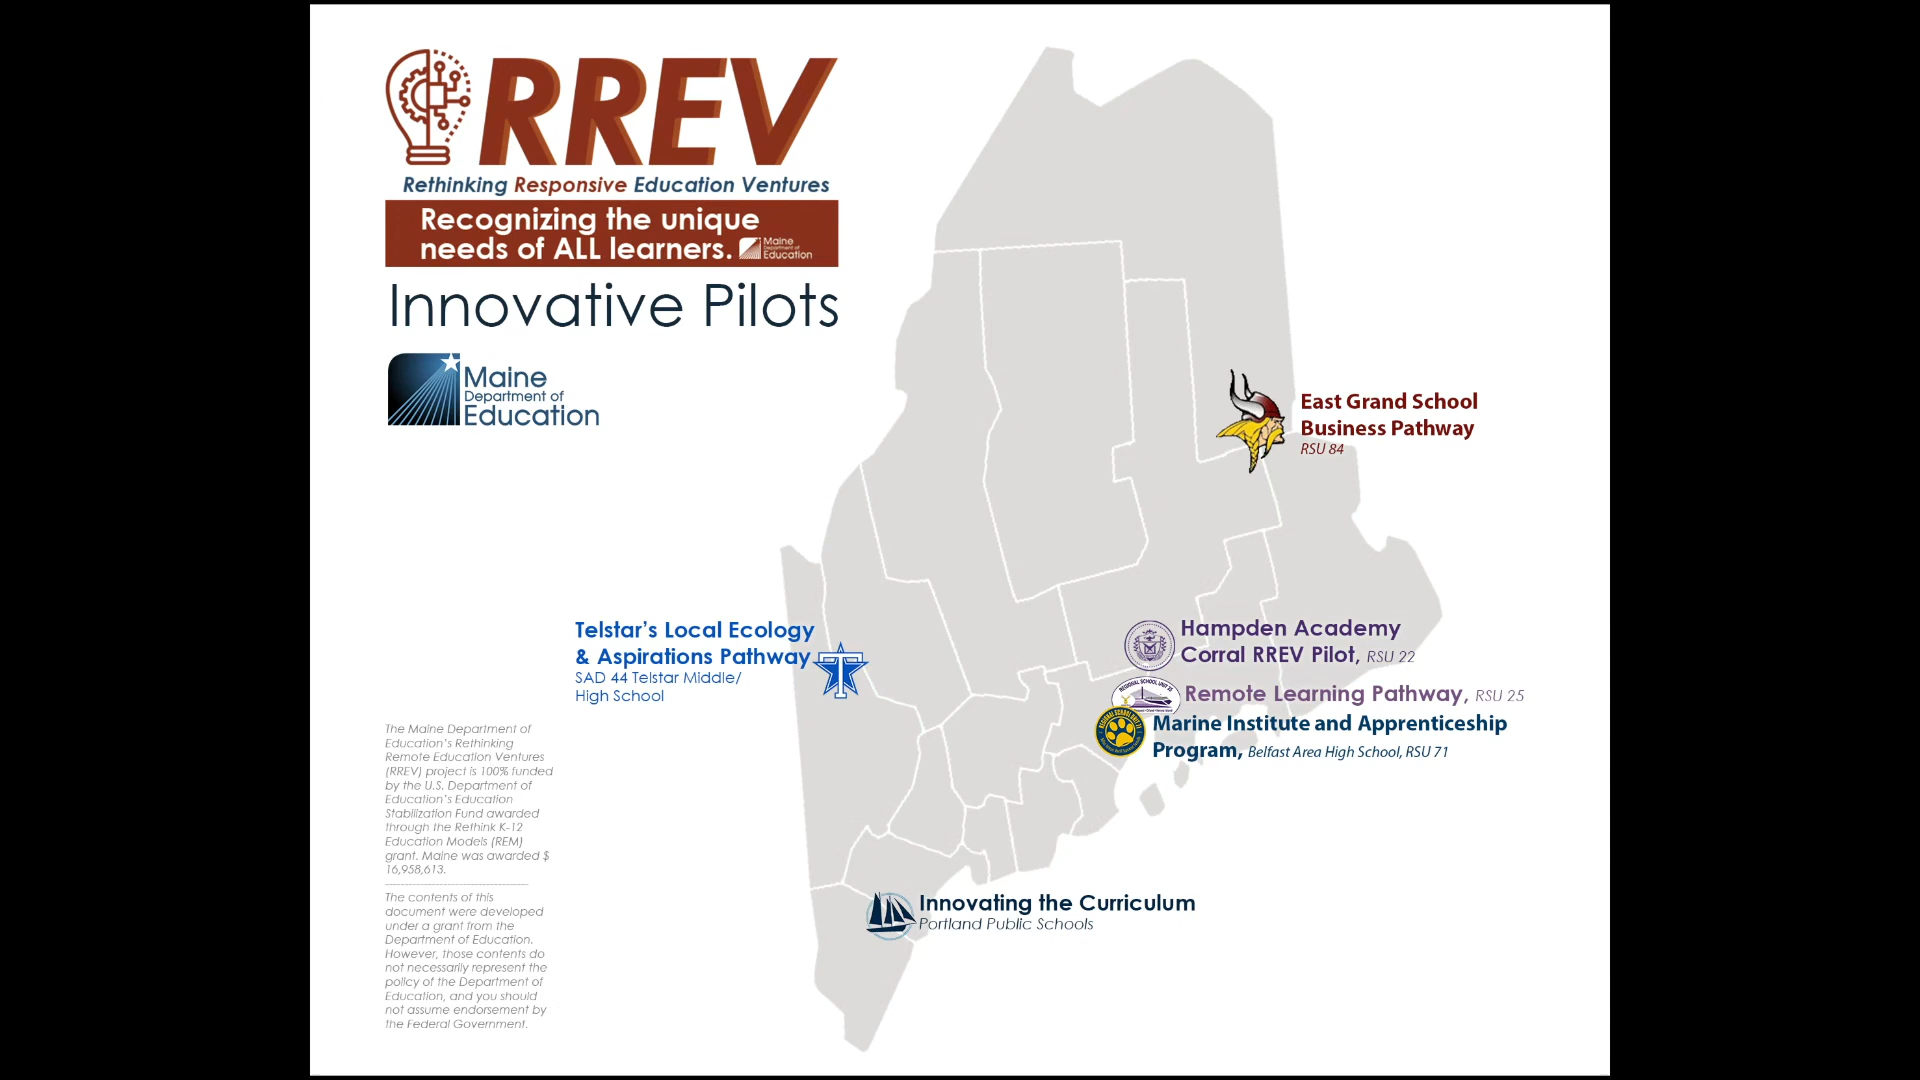 RREV
Rethinking Responsive Education Ventures
Recognizing the unique
needs of ALL learners.
Maine
Department of
Education
Innovative Pilots
Maine
Department of
Education
East Grand School
Business Pathway
RSU 84
Telstar's Local Ecology
& Aspirations Pathway
SAD 44 Telstar Middle/
High School
Hampden Academy
Corral RREV Pilot, RSU 22
REGIONAL SCHOOL UNIT 25
Remote Learning Pathway, RSU 25
Marine Institute and Apprenticeship
Program, Belfast Area High School, RSU 71
The Maine Department of
Education's Rethinking
Remote Education Ventures
(RREV) project is 100% funded
by the U.S. Department of
Education's Education
Stabilization Fund awarded
through the Rethink K-12
Education Models (REM)
grant. Maine was awarded $
16,958,613.
------------------------------------
The contents of this
document were developed
under a grant from the
Department of Education.
However, those contents do
not necessarily represent the
policy of the Department of
Education, and you should
not assume endorsement by
the Federal Government.
Innovating the Curriculum
Portland Public Schools